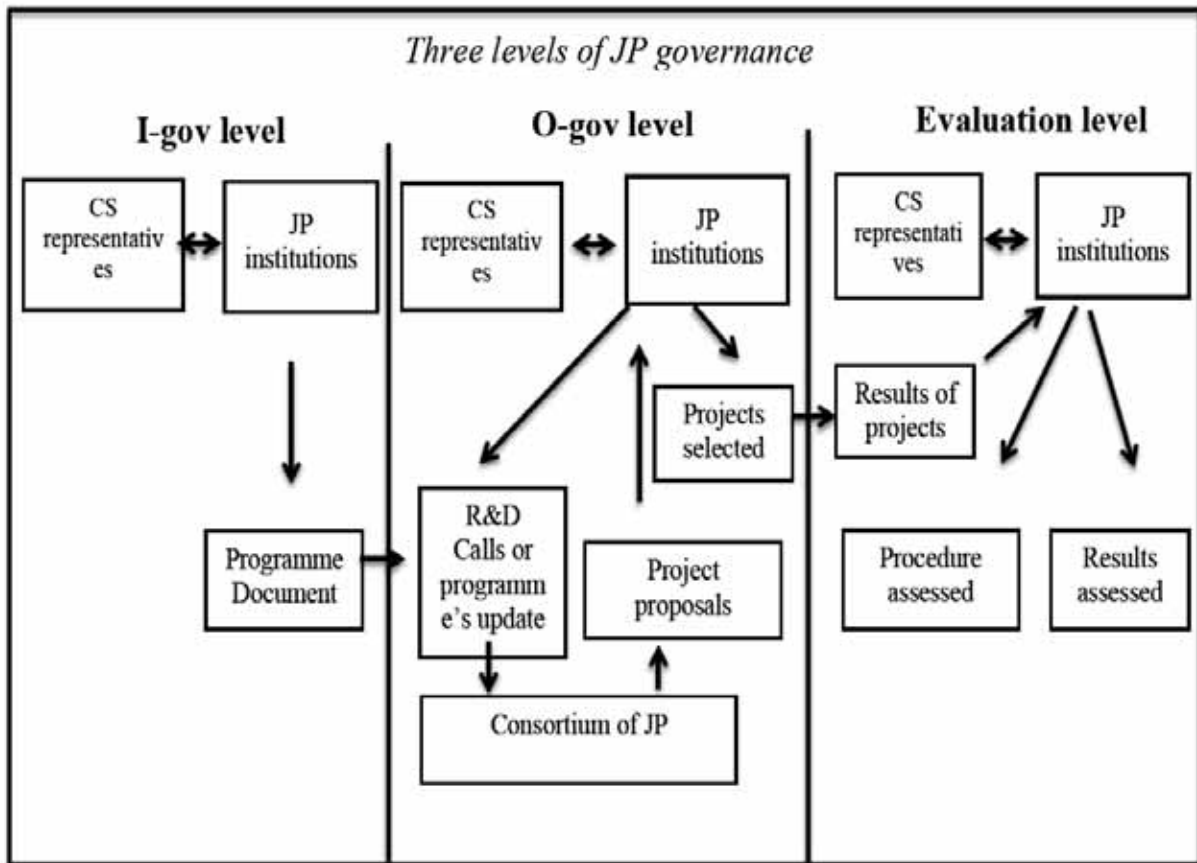 Three levels of JP governance
I-gov level
CS
representativ
es
JP
institutions
Programme
Document
O-gov level
CS
representativ
es
JP
institutions
Projects
selected
R&D
Calls or
programm
e's update
Project
proposals
Consortium of JP
Evaluation level
CS
representati
ves
JP
institutions
Results of
projects
Procedure
assessed
Results
assessed